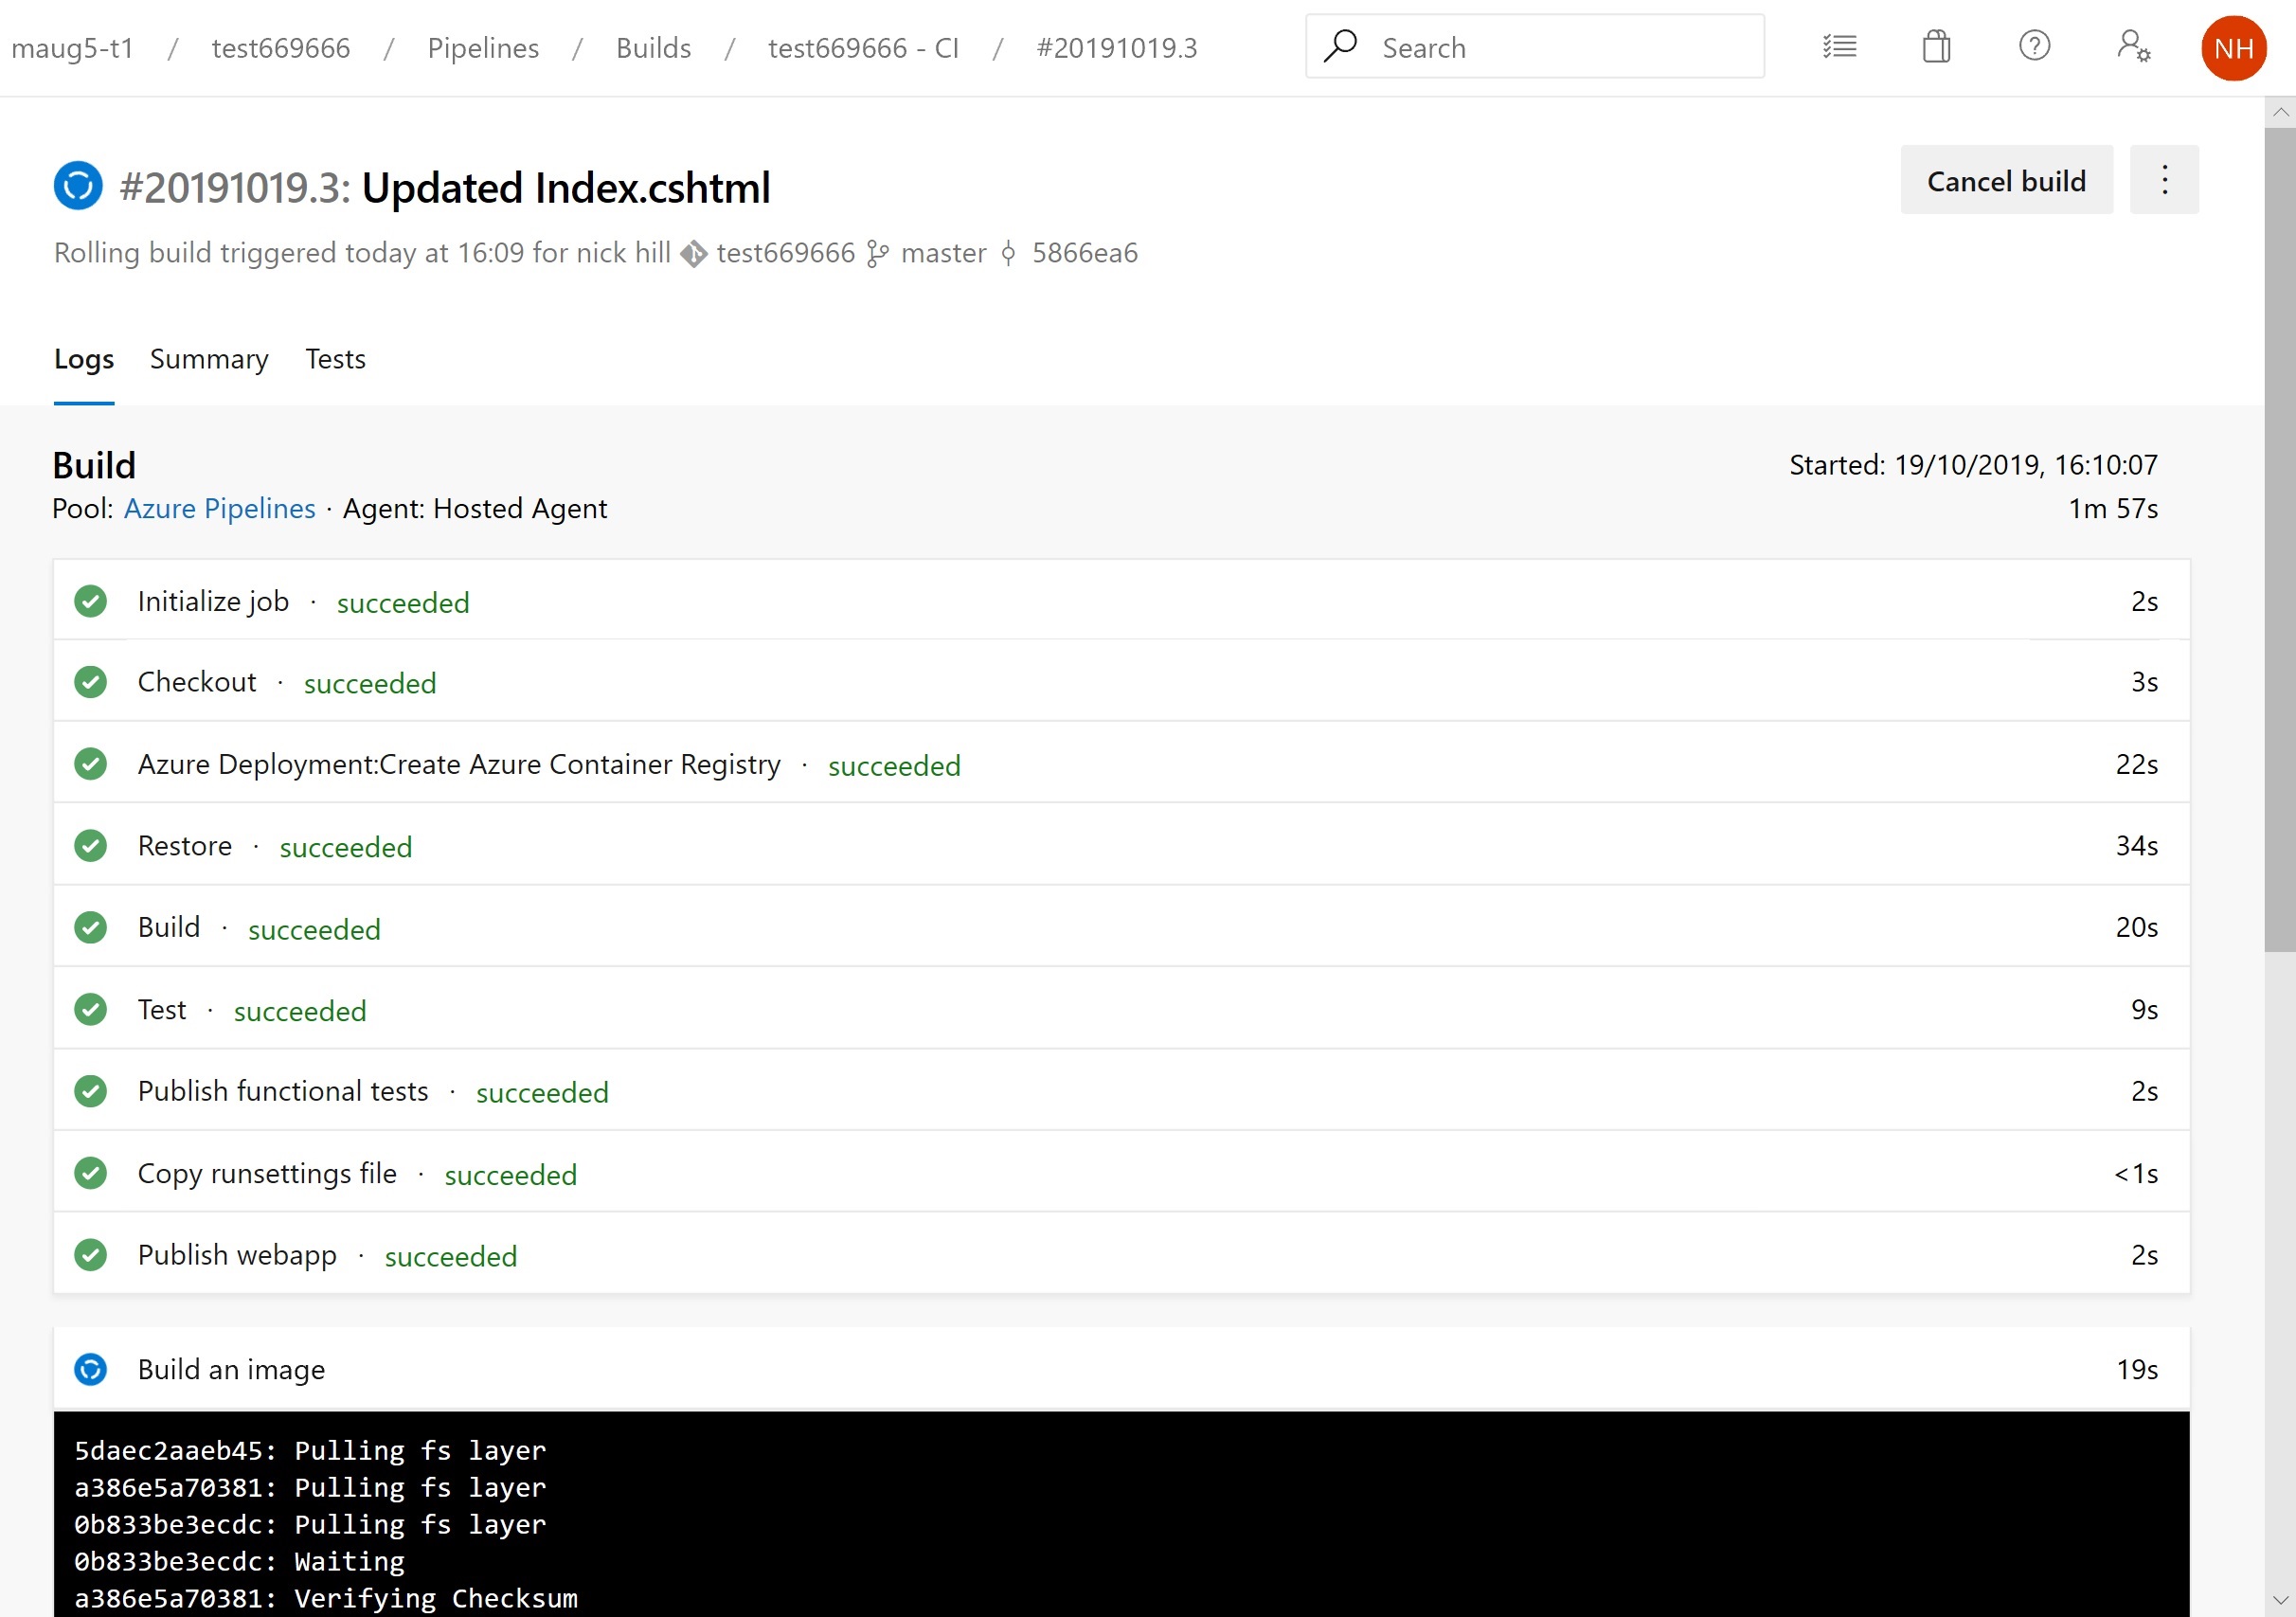 maug5-t1 / test669666 / Pipelines / Builds / test669666 - CI / #20191019.3 Search NH
#20191019.3: Updated Index.cshtml Cancel build
Rolling build triggered today at 16:09 for nick hill test669666 master 5866ea6
Logs Summary Tests
Build Started: 19/10/2019, 16:10:07
Pool: Azure Pipelines · Agent: Hosted Agent 1m 57s
Initialize job · succeeded 2s
Checkout · succeeded 3s
Azure Deployment:Create Azure Container Registry · succeeded 22s
Restore · succeeded 34s
Build · succeeded 20s
Test · succeeded 9s
Publish functional tests · succeeded 2s
Copy runsettings file · succeeded <1s
Publish webapp · succeeded 2s
Build an image 19s
5daec2aaeb45: Pulling fs layer
a386e5a70381: Pulling fs layer
0b833be3ecdc: Pulling fs layer
0b833be3ecdc: Waiting
a386e5a70381: Verifying Checksum